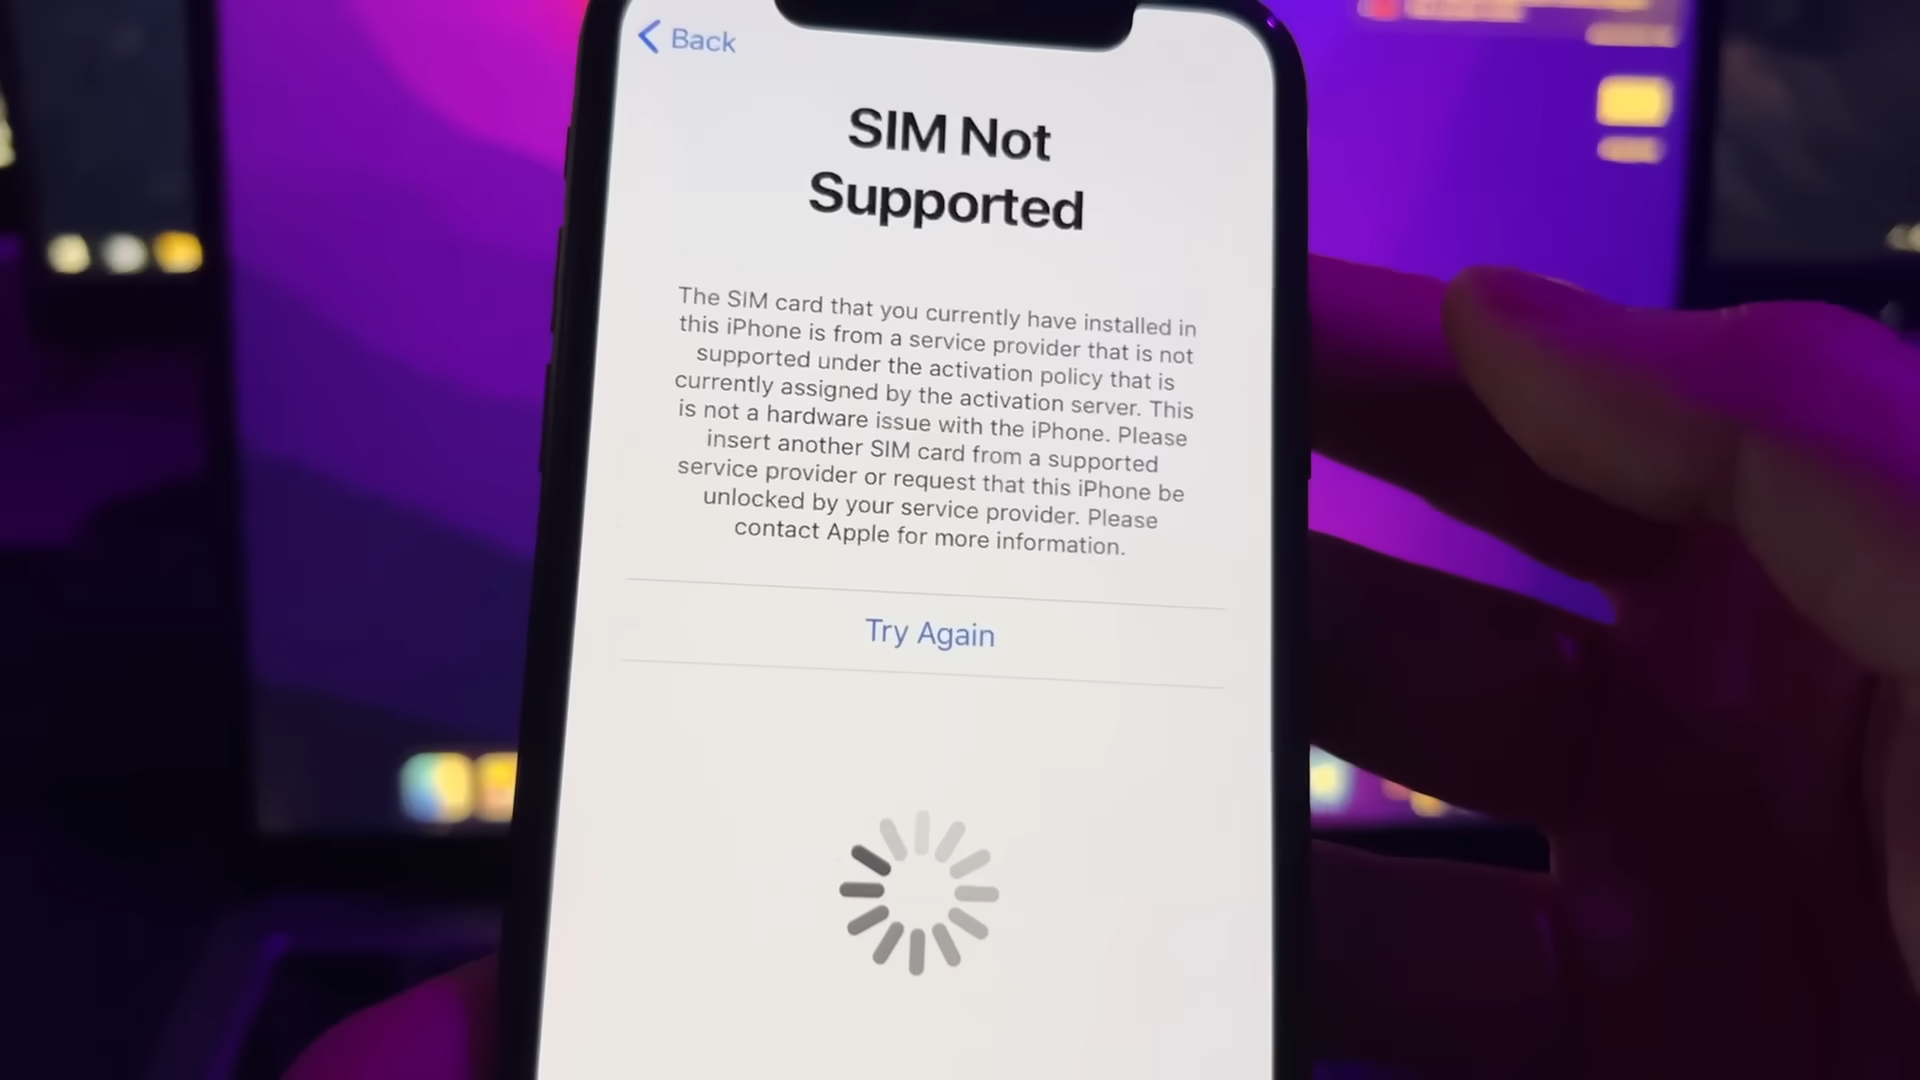 Back
SIM Not
Supported
The SIM card that you currently have installed in
this iPhone is from a service provider that is not
supported under the activation policy that is
currently assigned by the activation server. This
is not a hardware issue with the iPhone. Please
insert another SIM card from a supported
service provider or request that this iPhone be
unlocked by your service provider. Please
contact Apple for more information.
Try Again